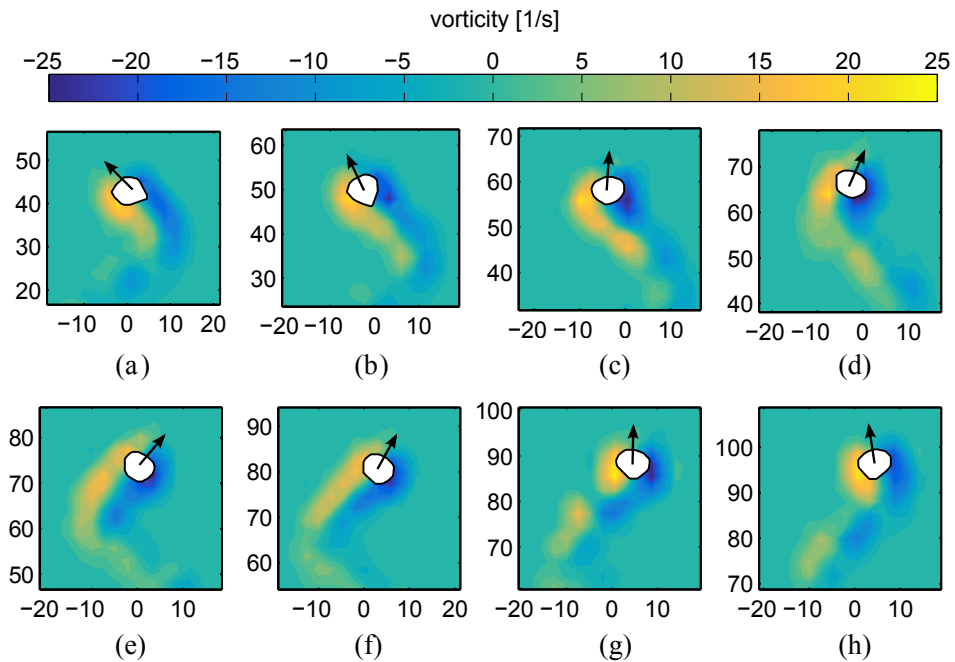 vorticity [1/s]
−25 −20 −15 −10 −5 0 5 10 15 20 25
50 40 30 20
−10 0 10 20
(a)
60 50 40 30
−20 −10 0 10
(b)
70 60 50 40
−20 −10 0 10
(c)
70 60 50 40
−20 −10 0 10
(d)
80 70 60 50
−20 −10 0 10
(e)
90 80 70 60
−10 0 10 20
(f)
100 90 80 70
−20 −10 0 10
(g)
100 90 80 70
−10 0 10
(h)